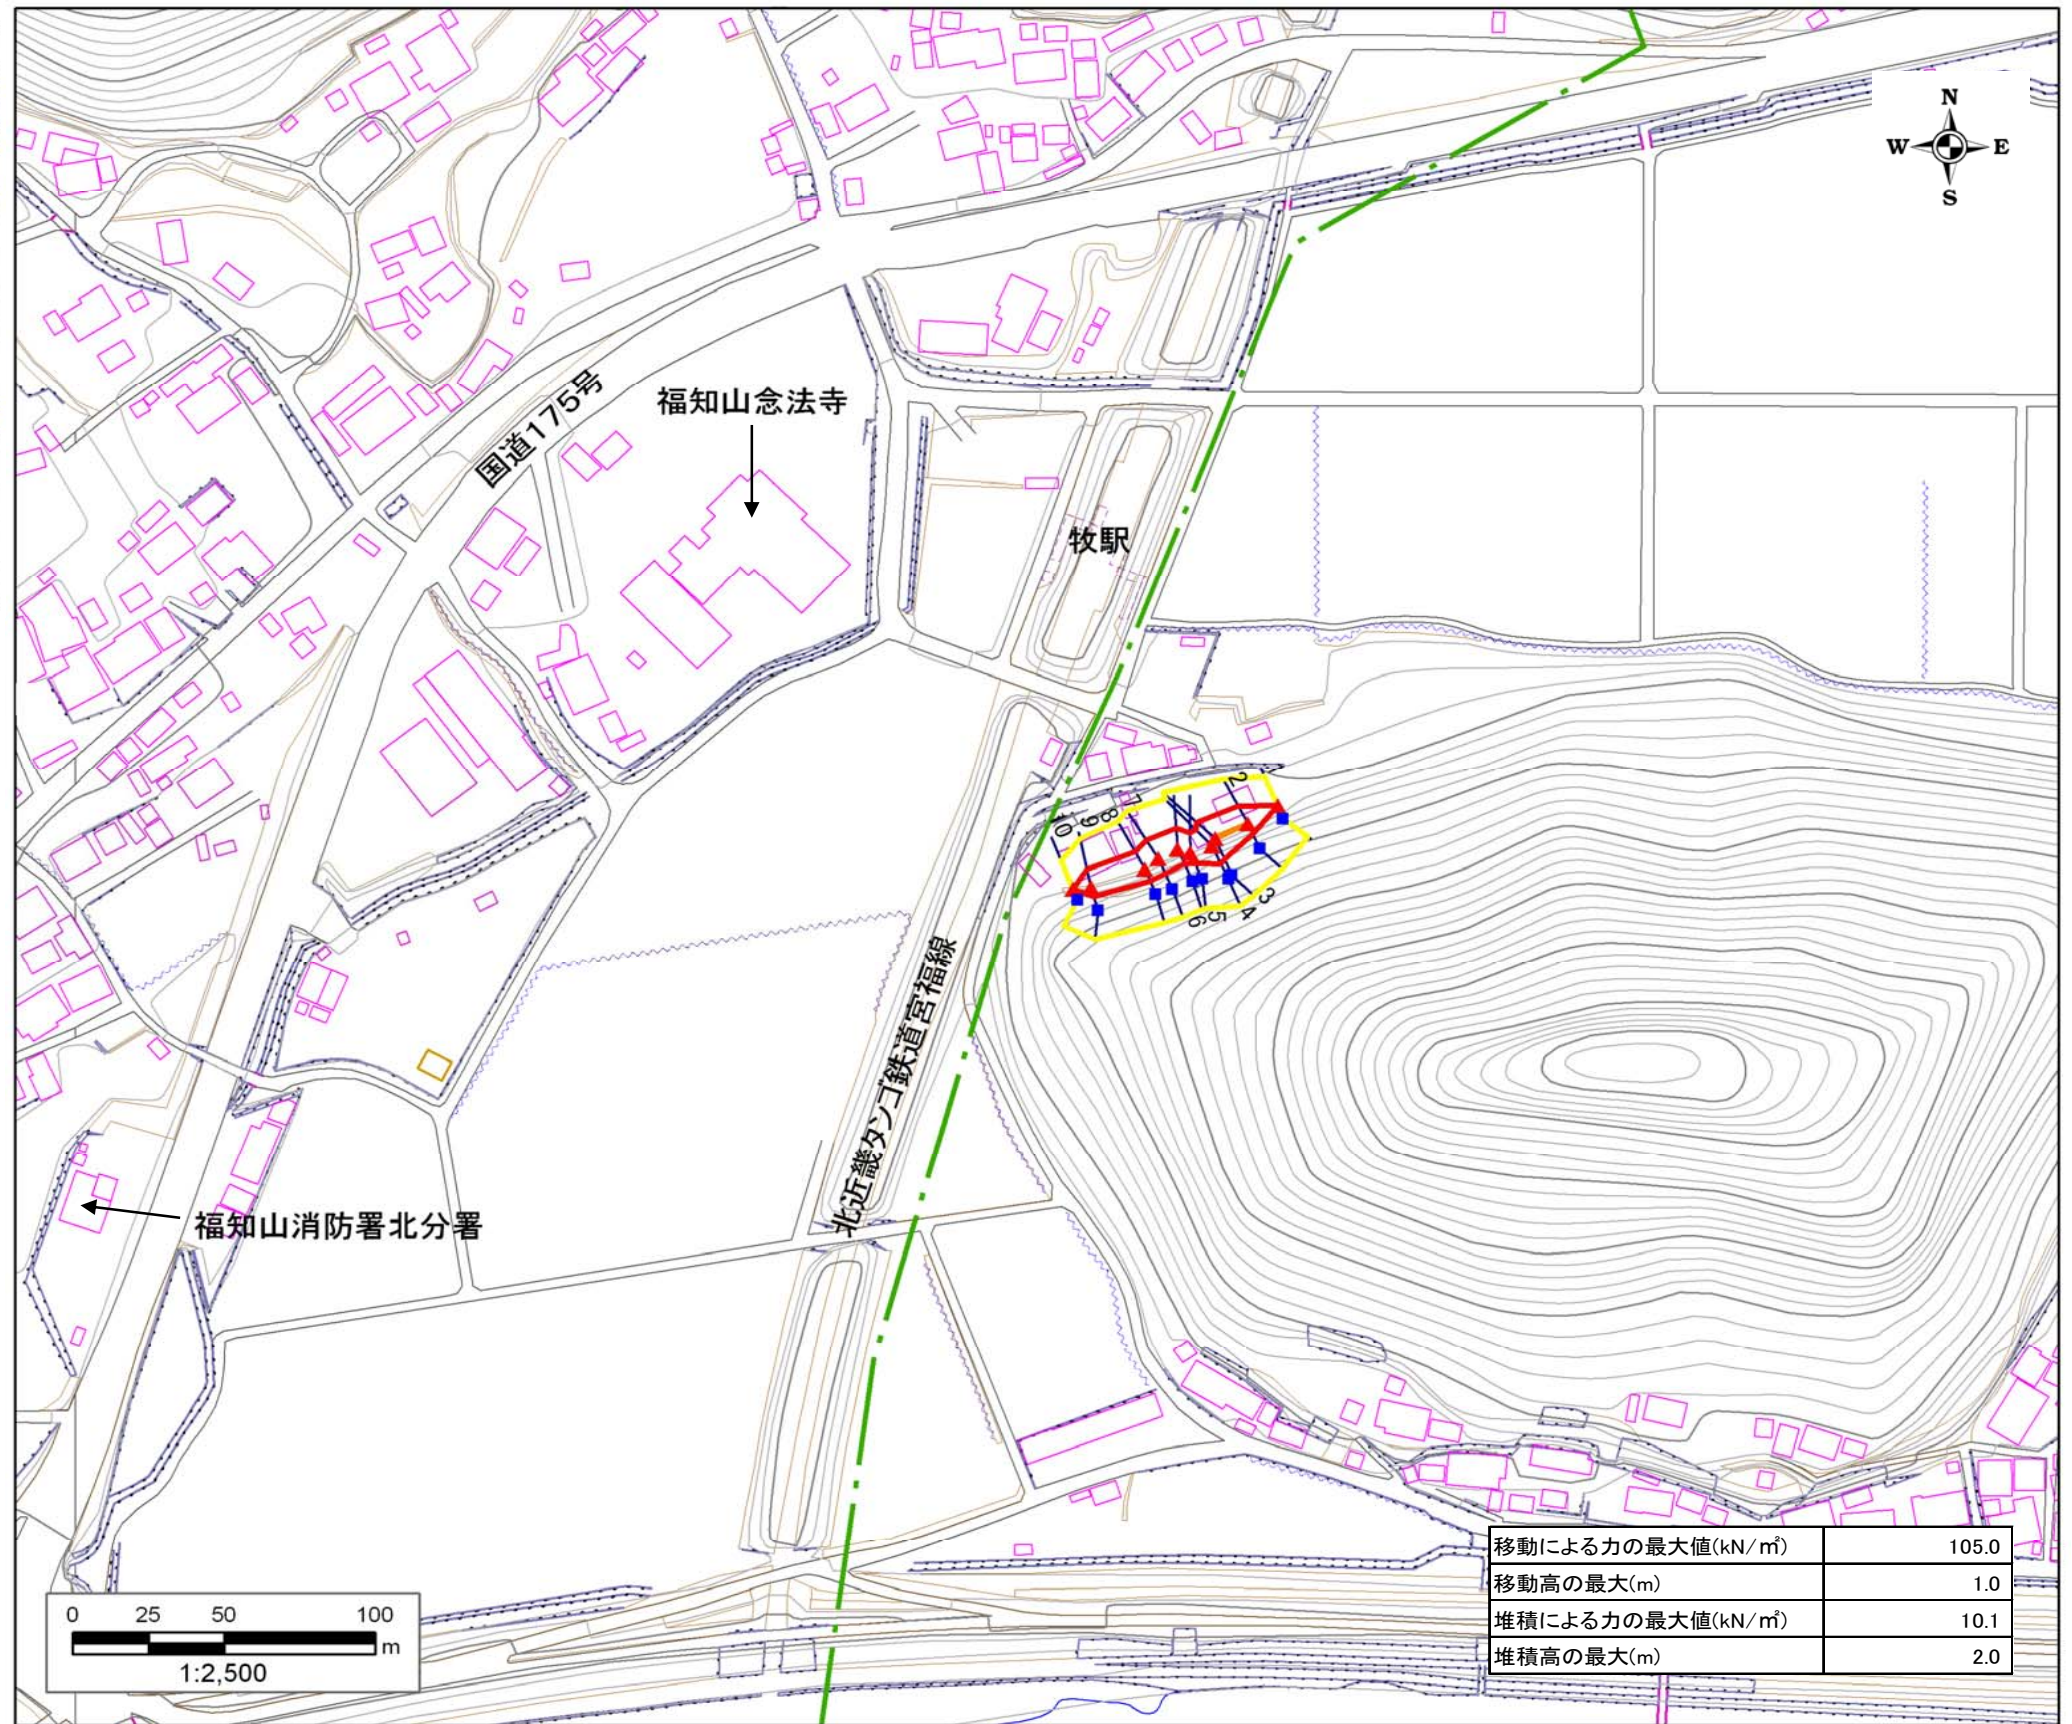 N
W E
S
国道175号
福知山念法寺
牧駅
2
7
8
9
10
3
4
5
6
北近畿タンゴ鉄道宮福線
福知山消防署北分署
移動による力の最大値(kN/㎡) 105.0
移動高の最大(m) 1.0
堆積による力の最大値(kN/㎡) 10.1
堆積高の最大(m) 2.0
0 25 50 100
m
1:2,500